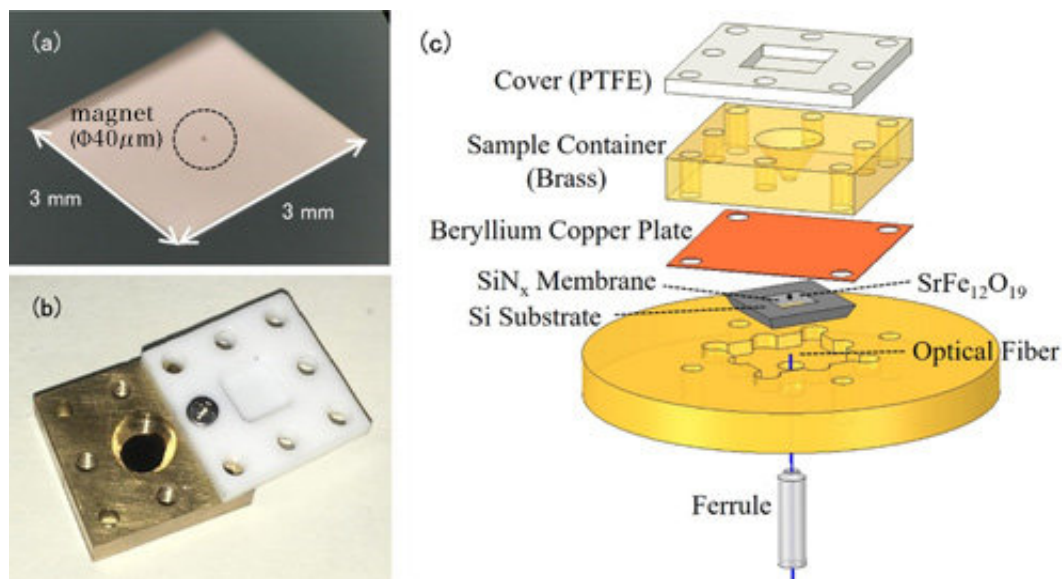 (a)
magnet
(Φ40μm)
3 mm
3 mm
(b)
(c)
Cover (PTFE)
Sample Container
(Brass)
Beryllium Copper Plate
SiNₓ Membrane
SrFe₁₂O₁₉
Si Substrate
Optical Fiber
Ferrule